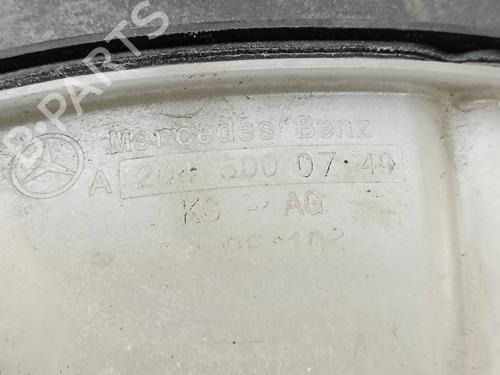 B-PARTS
Mercedes Benz
A 204 500 07 49
KS - AG